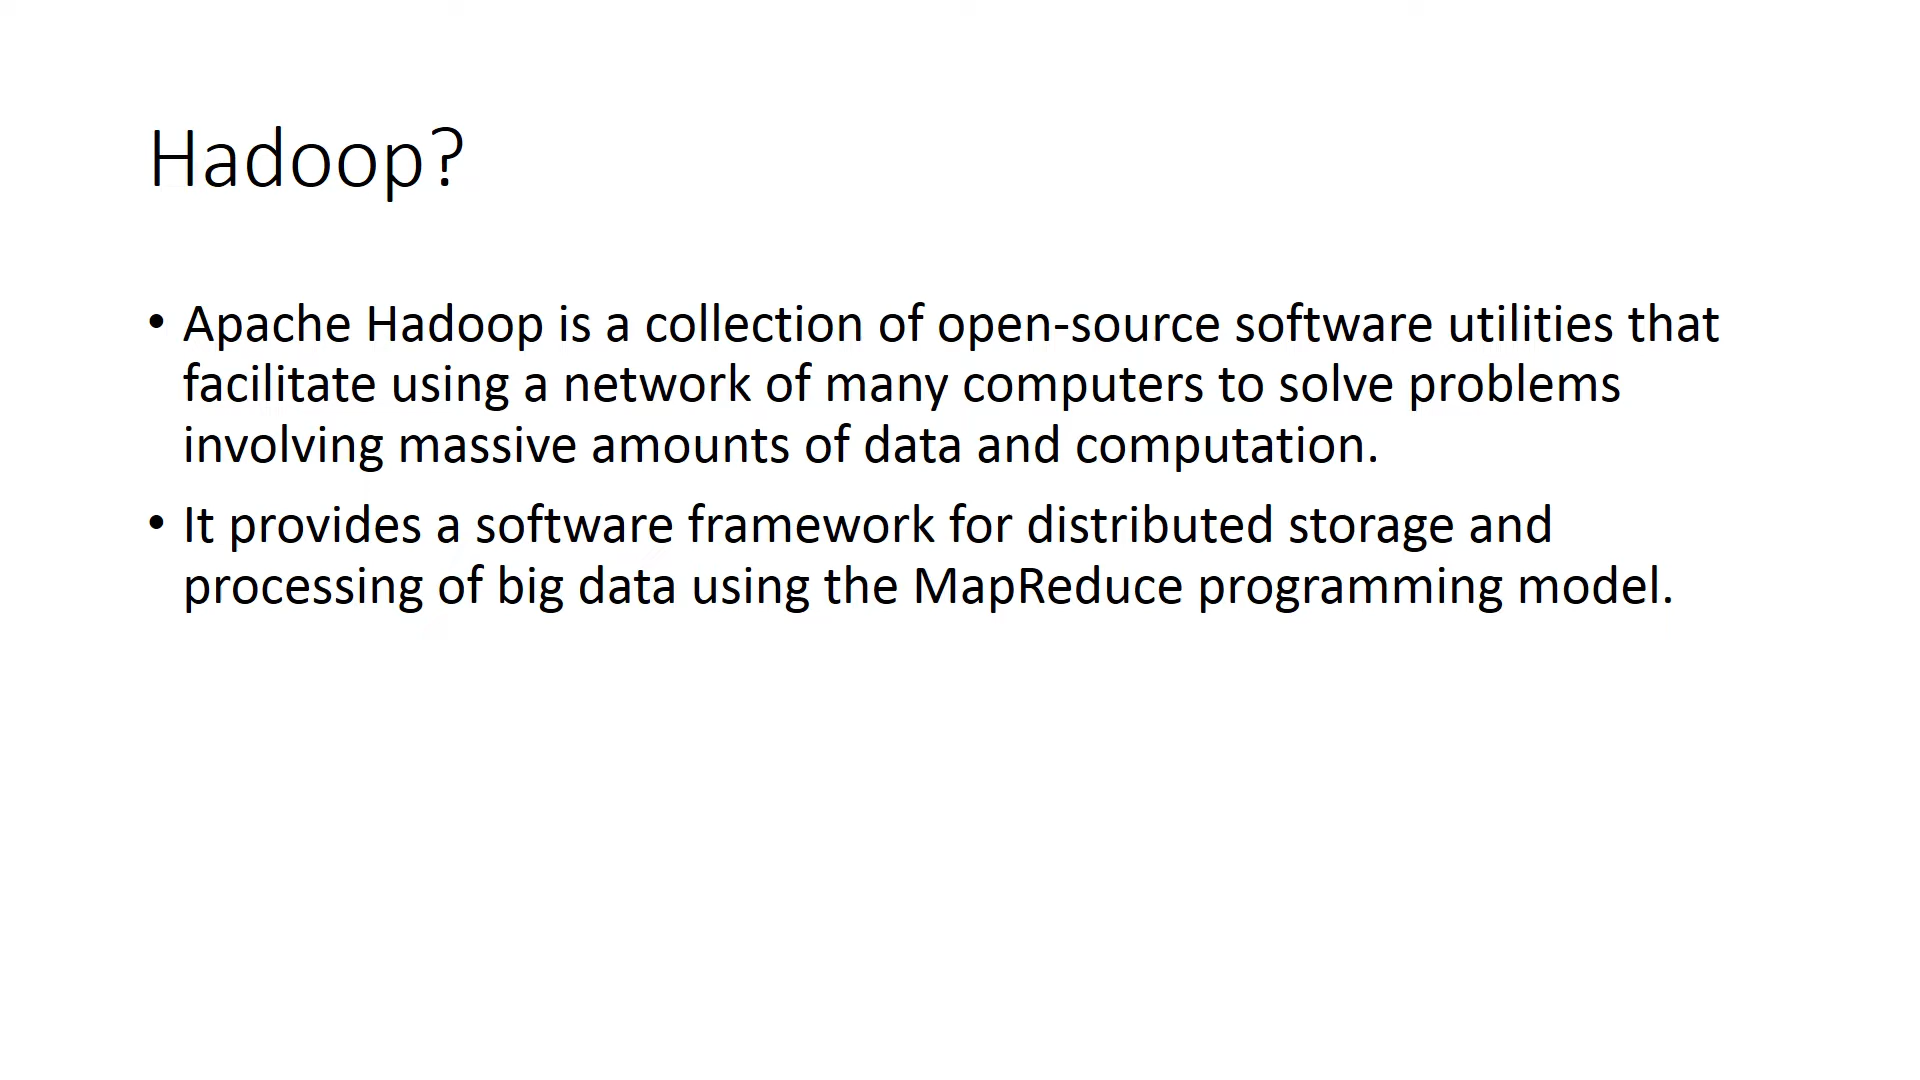 Hadoop?
• Apache Hadoop is a collection of open-source software utilities that
facilitate using a network of many computers to solve problems
involving massive amounts of data and computation.
• It provides a software framework for distributed storage and
processing of big data using the MapReduce programming model.